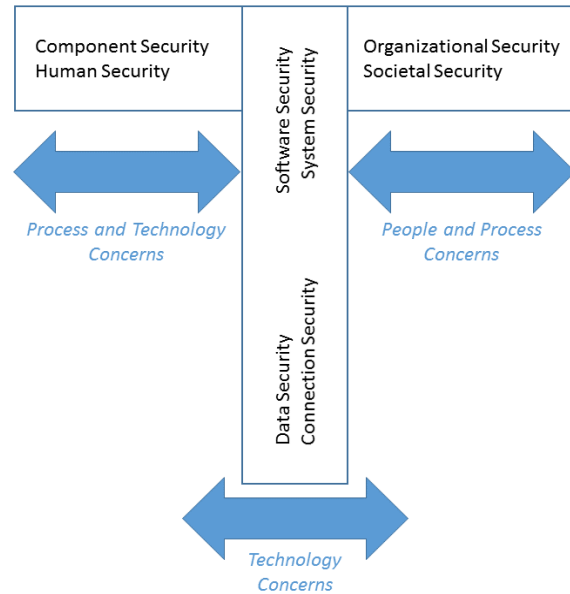 Component Security
Human Security
Software Security
System Security
Organizational Security
Societal Security
Process and Technology
Concerns
People and Process
Concerns
Data Security
Connection Security
Technology
Concerns